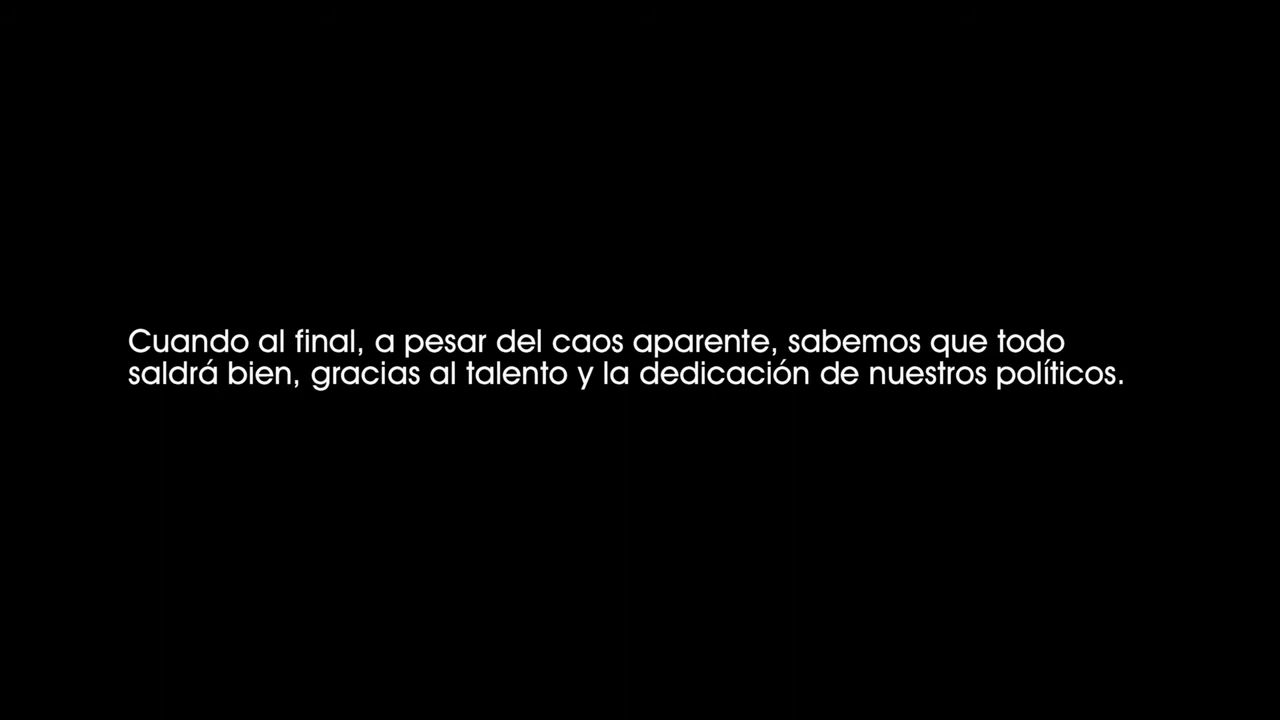 Cuando al final, a pesar del caos aparente, sabemos que todo
saldrá bien, gracias al talento y la dedicación de nuestros políticos.